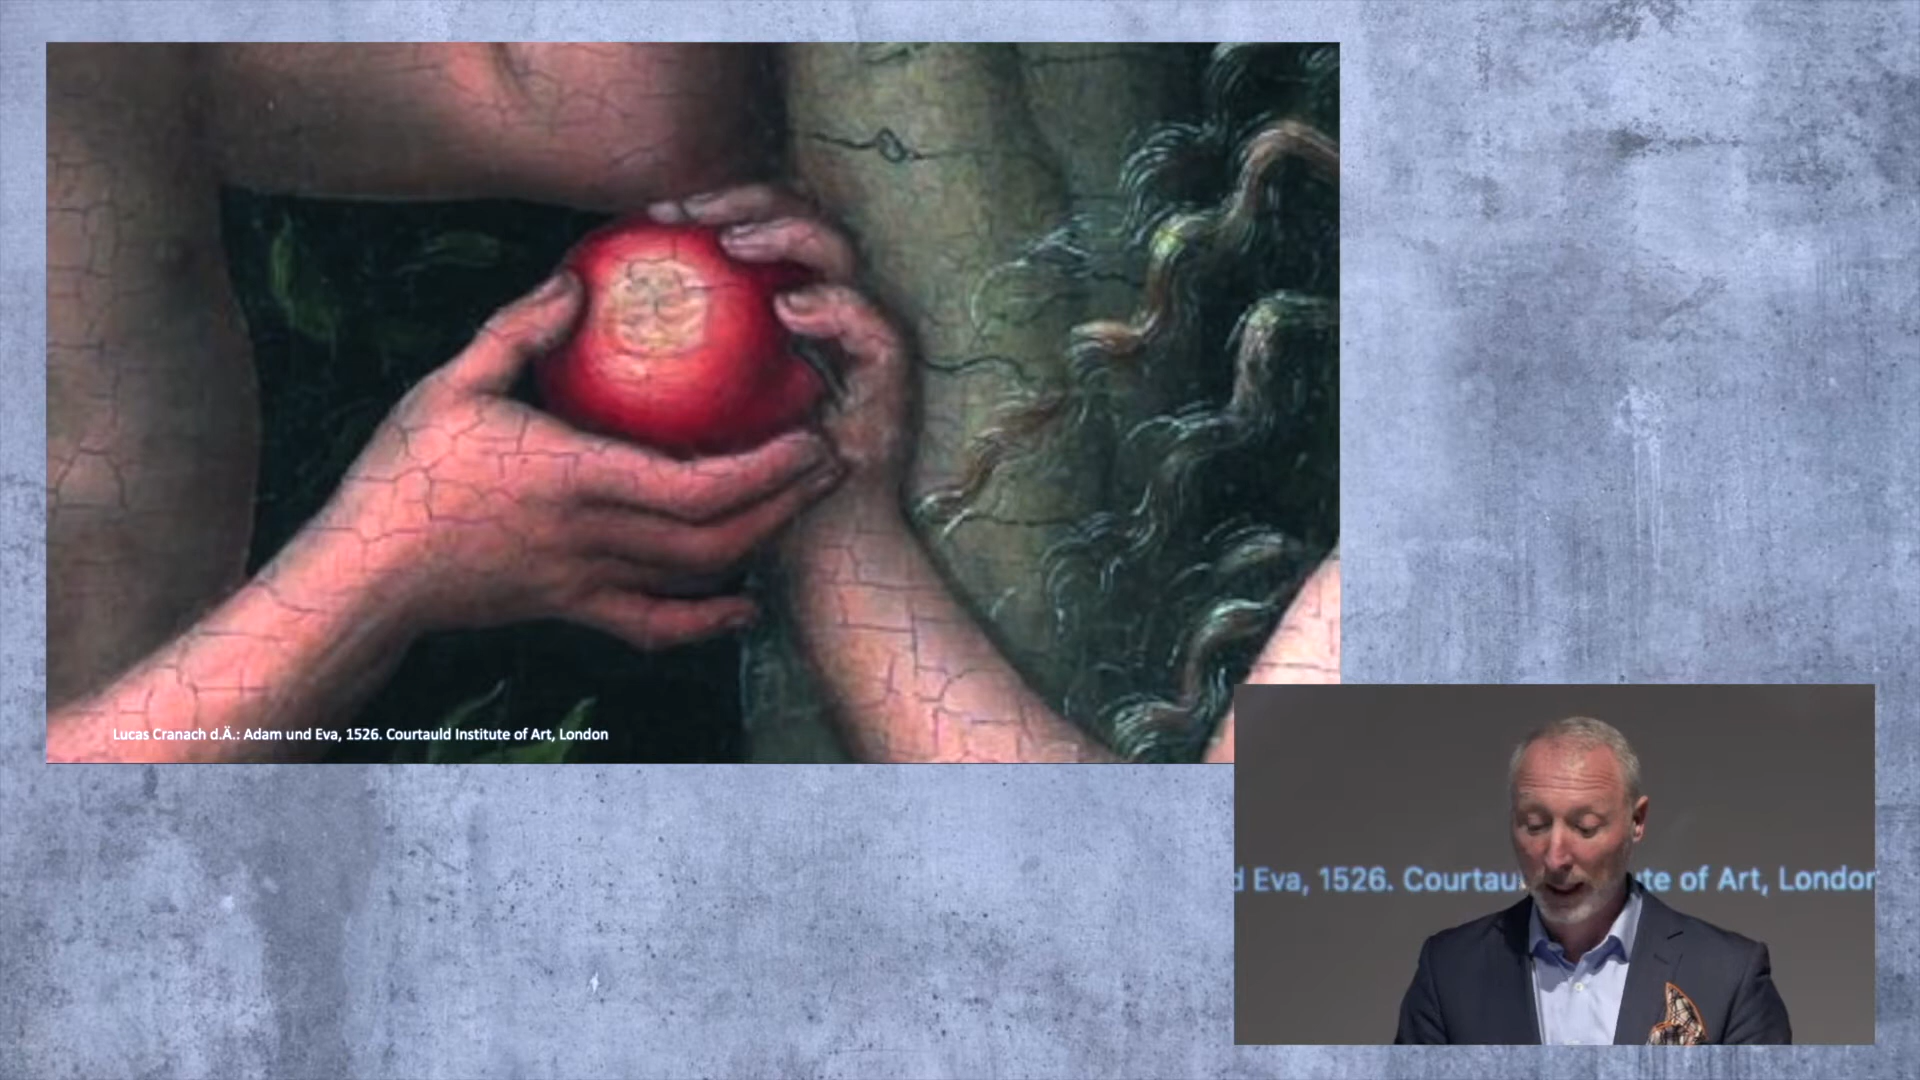 Lucas Cranach d.Ä.: Adam und Eva, 1526. Courtauld Institute of Art, London
d Eva, 1526. Courtau te of Art, London